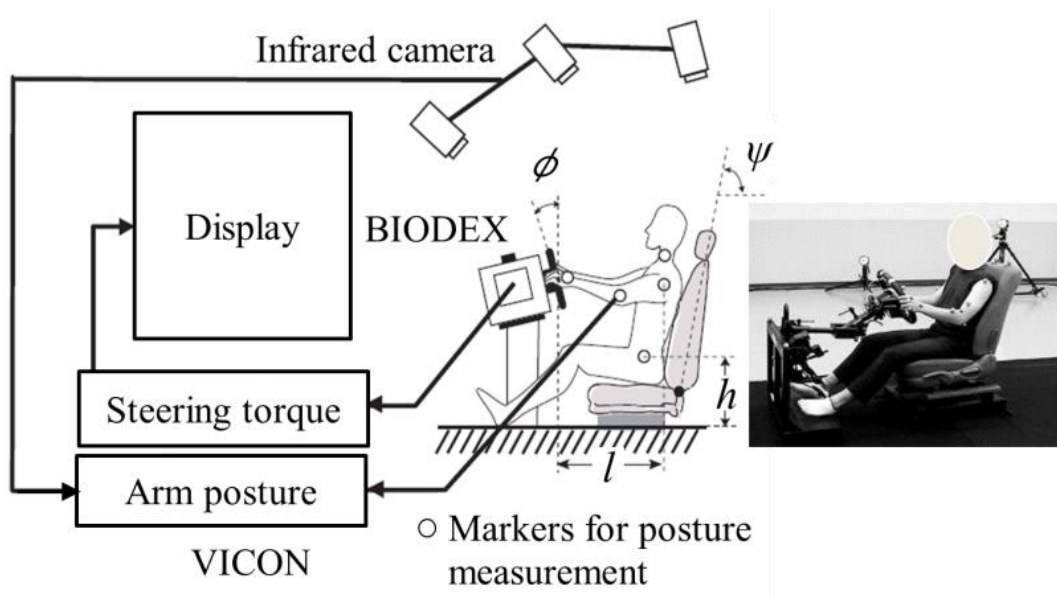 Infrared camera
ϕ
ψ
Display
BIODEX
h
Steering torque
l
Arm posture
Markers for posture
measurement
VICON